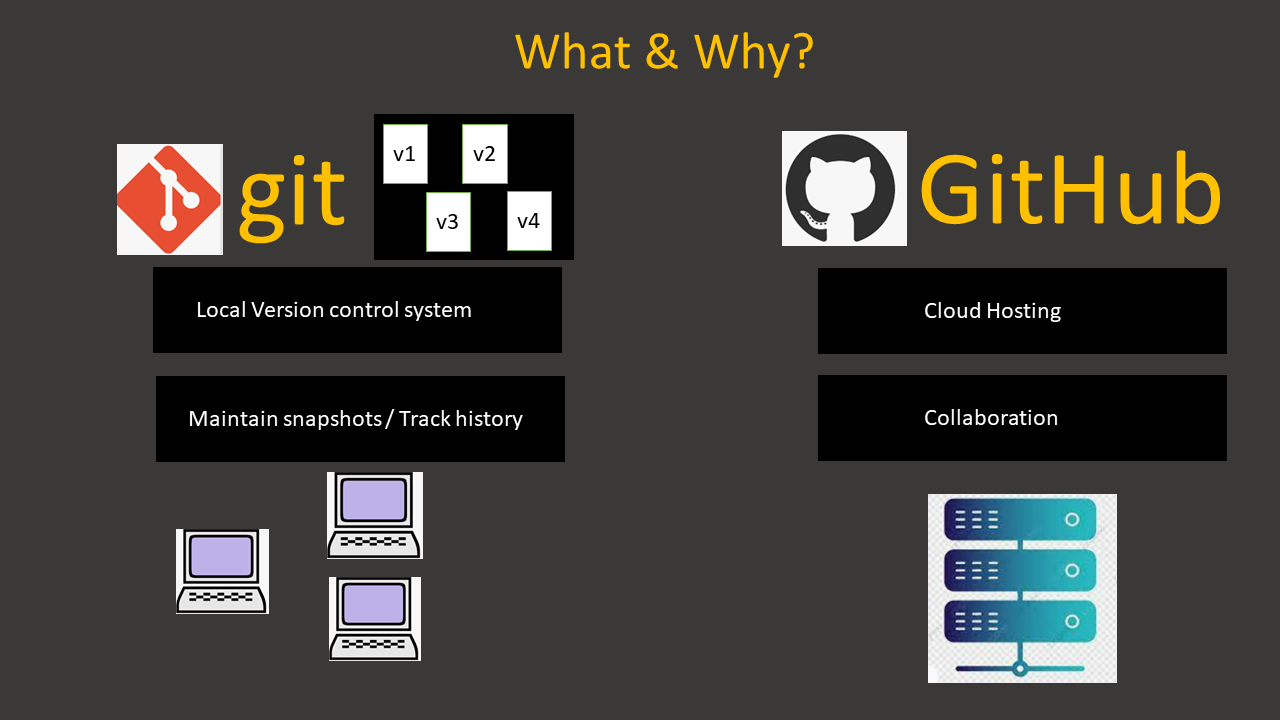 What & Why?
git
v1
v2
v3
v4
GitHub
Local Version control system
Cloud Hosting
Maintain snapshots / Track history
Collaboration